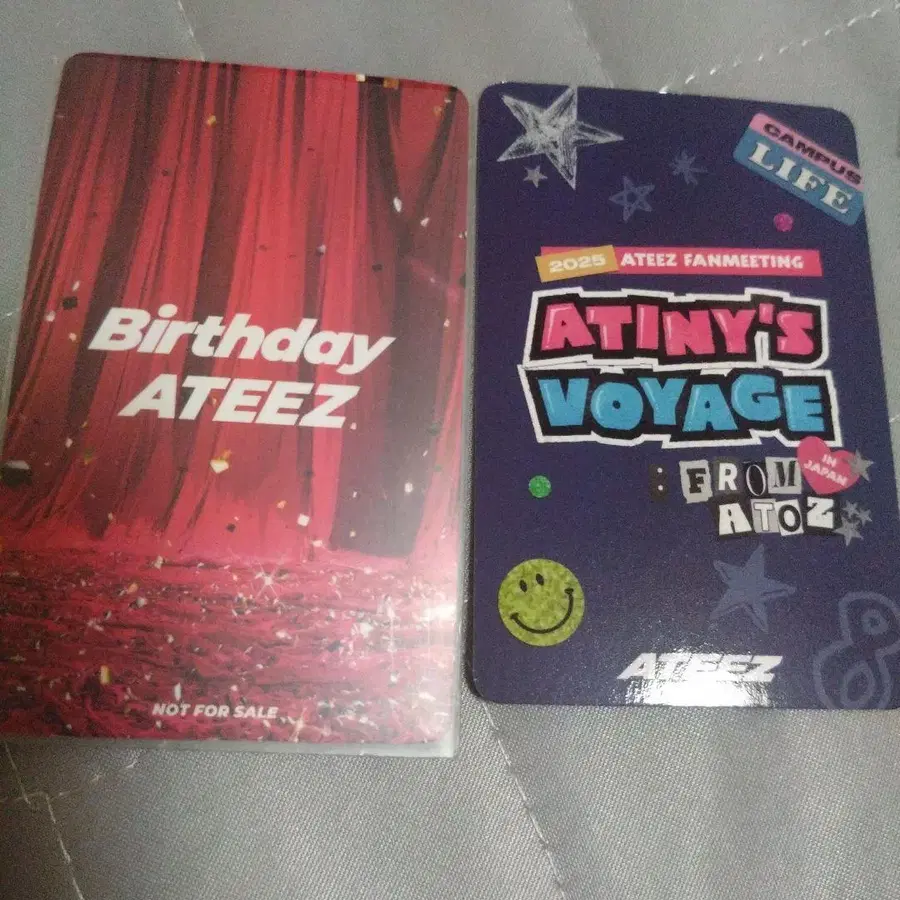 Birthday
ATEEZ
NOT FOR SALE
CAMPUS
LIFE
2025 ATEEZ FANMEETING
ATINY'S
VOYAGE
: FROM
A TO Z
IN
JAPAN
ATEEZ